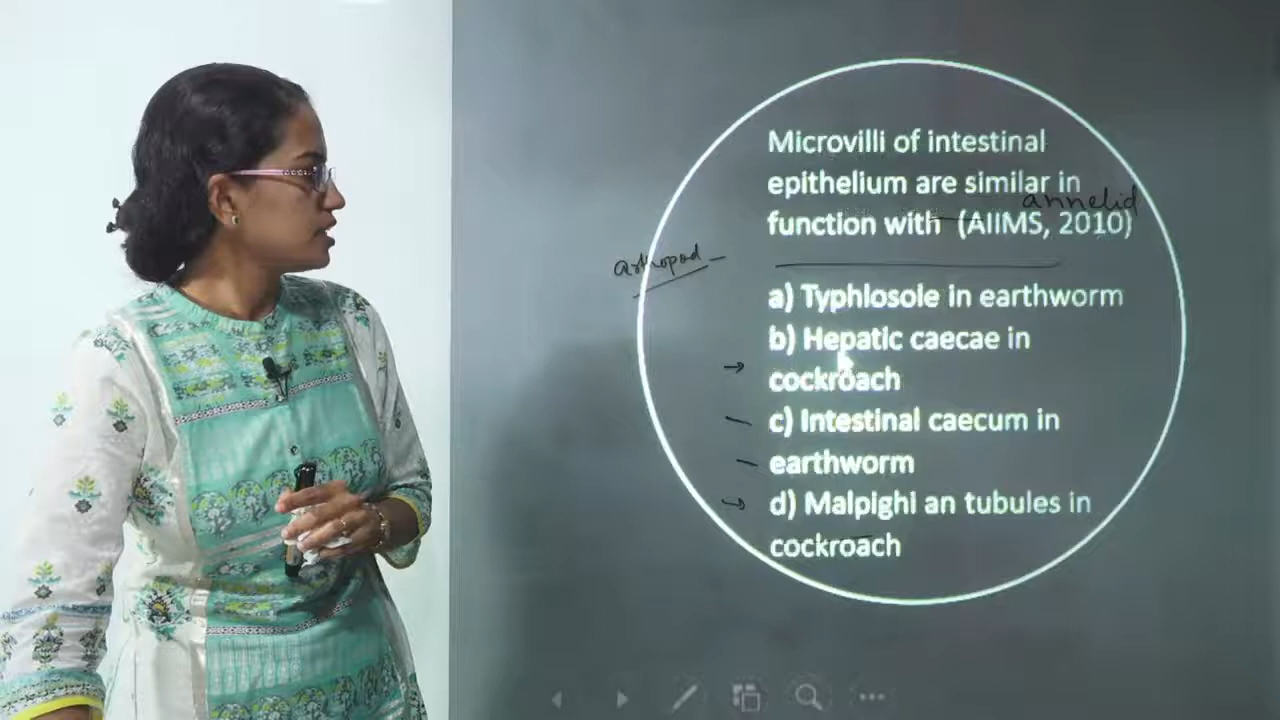 Microvilli of intestinal
epithelium are similar in
annelid
function with (AIIMS, 2010)
arthopod
a) Typhlosole in earthworm
b) Hepatic caecae in
cockroach
c) Intestinal caecum in
earthworm
d) Malpighi an tubules in
cockroach